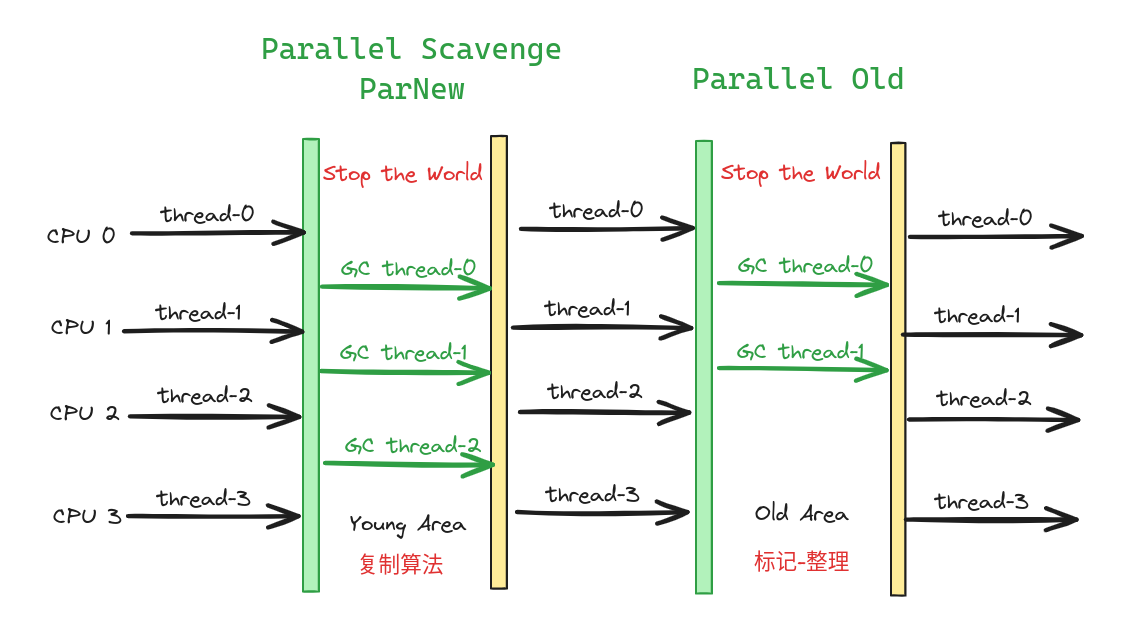 Parallel Scavenge
ParNew
Parallel Old
Stop the World
Stop the World
CPU 0
thread-0
thread-0
thread-0
GC thread-0
GC thread-0
CPU 1
thread-1
thread-1
thread-1
GC thread-1
GC thread-1
CPU 2
thread-2
thread-2
thread-2
GC thread-2
CPU 3
thread-3
thread-3
thread-3
Young Area
Old Area
复制算法
标记-整理